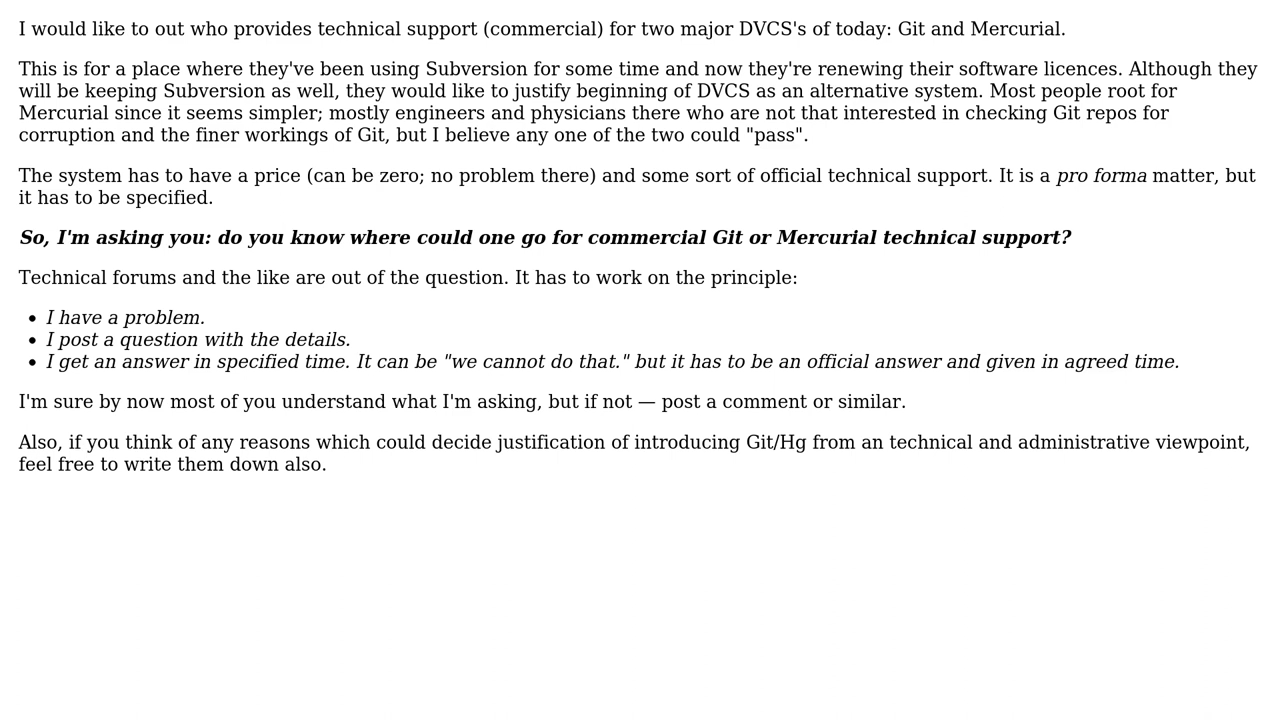 I would like to out who provides technical support (commercial) for two major DVCS's of today: Git and Mercurial.
This is for a place where they've been using Subversion for some time and now they're renewing their software licences. Although they
will be keeping Subversion as well, they would like to justify beginning of DVCS as an alternative system. Most people root for
Mercurial since it seems simpler; mostly engineers and physicians there who are not that interested in checking Git repos for
corruption and the finer workings of Git, but I believe any one of the two could "pass".
The system has to have a price (can be zero; no problem there) and some sort of official technical support. It is a pro forma matter, but
it has to be specified.
So, I'm asking you: do you know where could one go for commercial Git or Mercurial technical support?
Technical forums and the like are out of the question. It has to work on the principle:
• I have a problem.
• I post a question with the details.
• I get an answer in specified time. It can be "we cannot do that." but it has to be an official answer and given in agreed time.
I'm sure by now most of you understand what I'm asking, but if not — post a comment or similar.
Also, if you think of any reasons which could decide justification of introducing Git/Hg from an technical and administrative viewpoint,
feel free to write them down also.